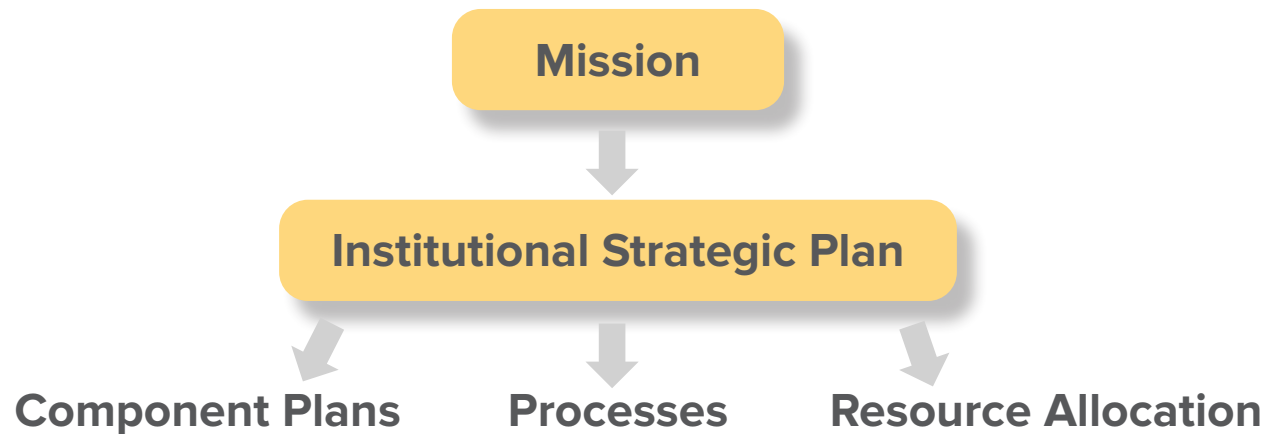 Mission
Institutional Strategic Plan
Component Plans
Processes
Resource Allocation